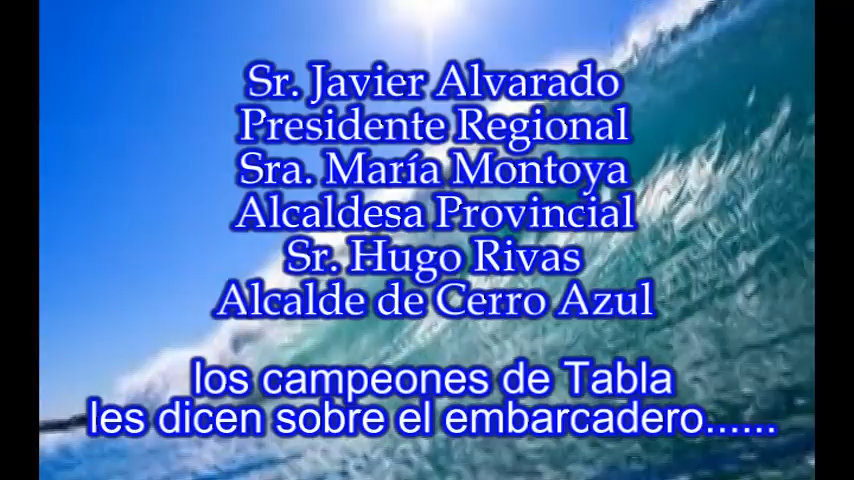 Sr. Javier Alvarado
Presidente Regional
Sra. María Montoya
Alcaldesa Provincial
Sr. Hugo Rivas
Alcalde de Cerro Azul
los campeones de Tabla
les dicen sobre el embarcadero......